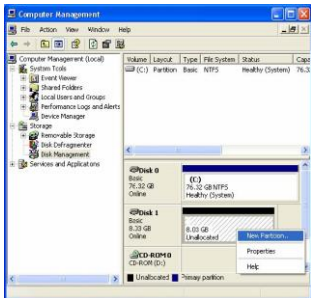 Computer Management
File Action View Window Help
Computer Management (Local)
System Tools
Event Viewer
Shared Folders
Local Users and Groups
Performance Logs and Alerts
Device Manager
Storage
Removable Storage
Disk Defragmenter
Disk Management
Services and Applications
Volume Layout Type File System Status Capa
(C:) Partition Basic NTFS Healthy (System) 76.3
Disk 0
Basic
76.32 GB
Online
(C:)
76.32 GB NTFS
Healthy (System)
Disk 1
Basic
8.33 GB
Online
8.03 GB
Unallocated
New Partition...
Properties
Help
CD-ROM 0
CD-ROM (D:)
Unallocated Primary partition